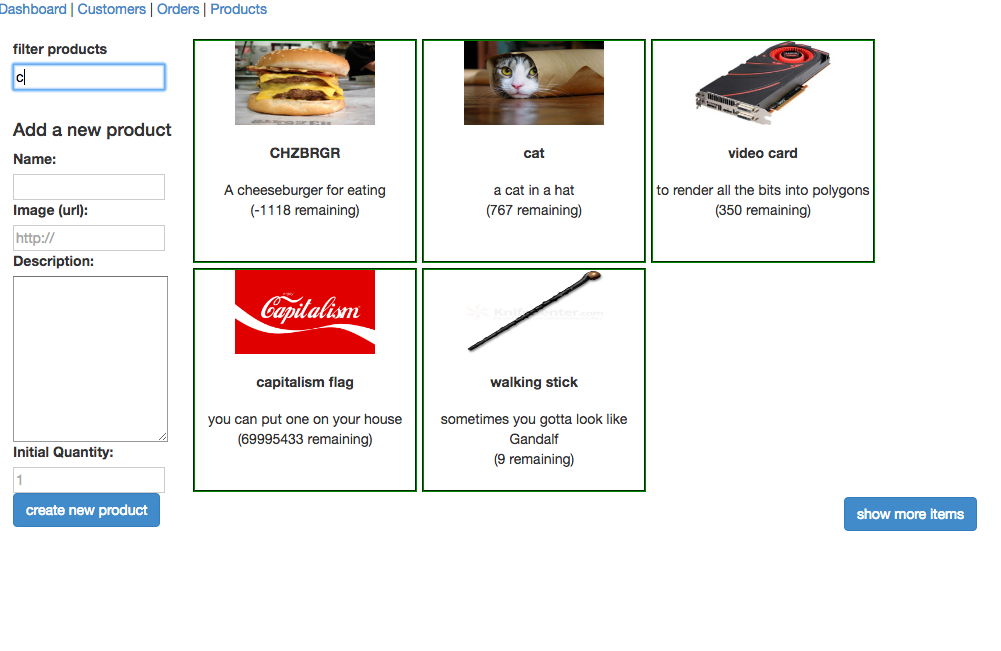 Dashboard | Customers | Orders | Products
filter products
c
Add a new product
Name:
Image (url):
http://
Description:
Initial Quantity:
1
create new product
CHZBRGR
A cheeseburger for eating
(-1118 remaining)
cat
a cat in a hat
(767 remaining)
video card
to render all the bits into polygons
(350 remaining)
enjoy
Capitalism
capitalism flag
you can put one on your house
(69995433 remaining)
KnifeCenter.com
walking stick
sometimes you gotta look like
Gandalf
(9 remaining)
show more items